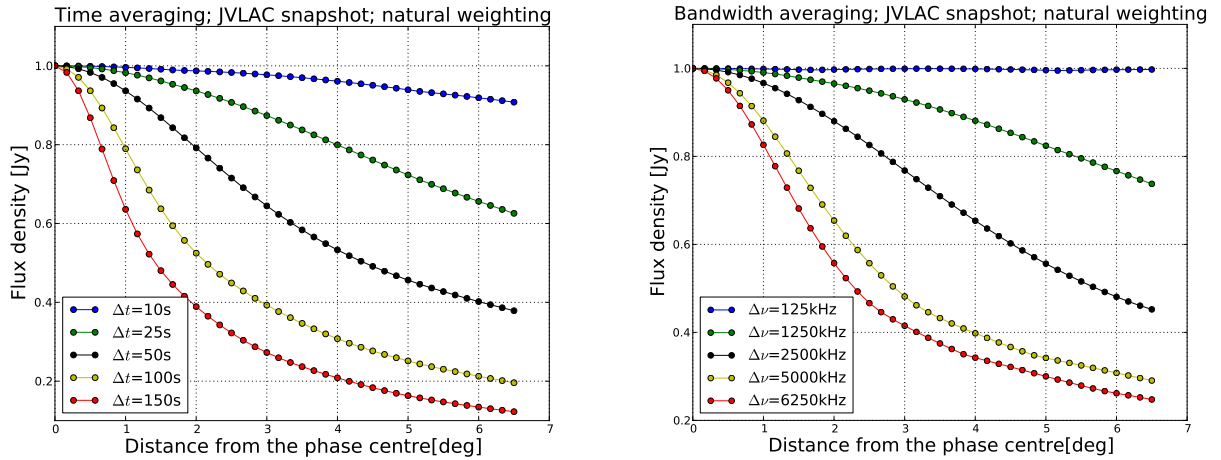 Time averaging; JVLAC snapshot; natural weighting
Flux density [Jy]
1.0
0.8
0.6
0.4
0.2
Δt=10s
Δt=25s
Δt=50s
Δt=100s
Δt=150s
0 1 2 3 4 5 6 7
Distance from the phase centre[deg]
Bandwidth averaging; JVLAC snapshot; natural weighting
Flux density [Jy]
1.0
0.8
0.6
0.4
0.2
Δν=125kHz
Δν=1250kHz
Δν=2500kHz
Δν=5000kHz
Δν=6250kHz
0 1 2 3 4 5 6 7
Distance from the phase centre[deg]